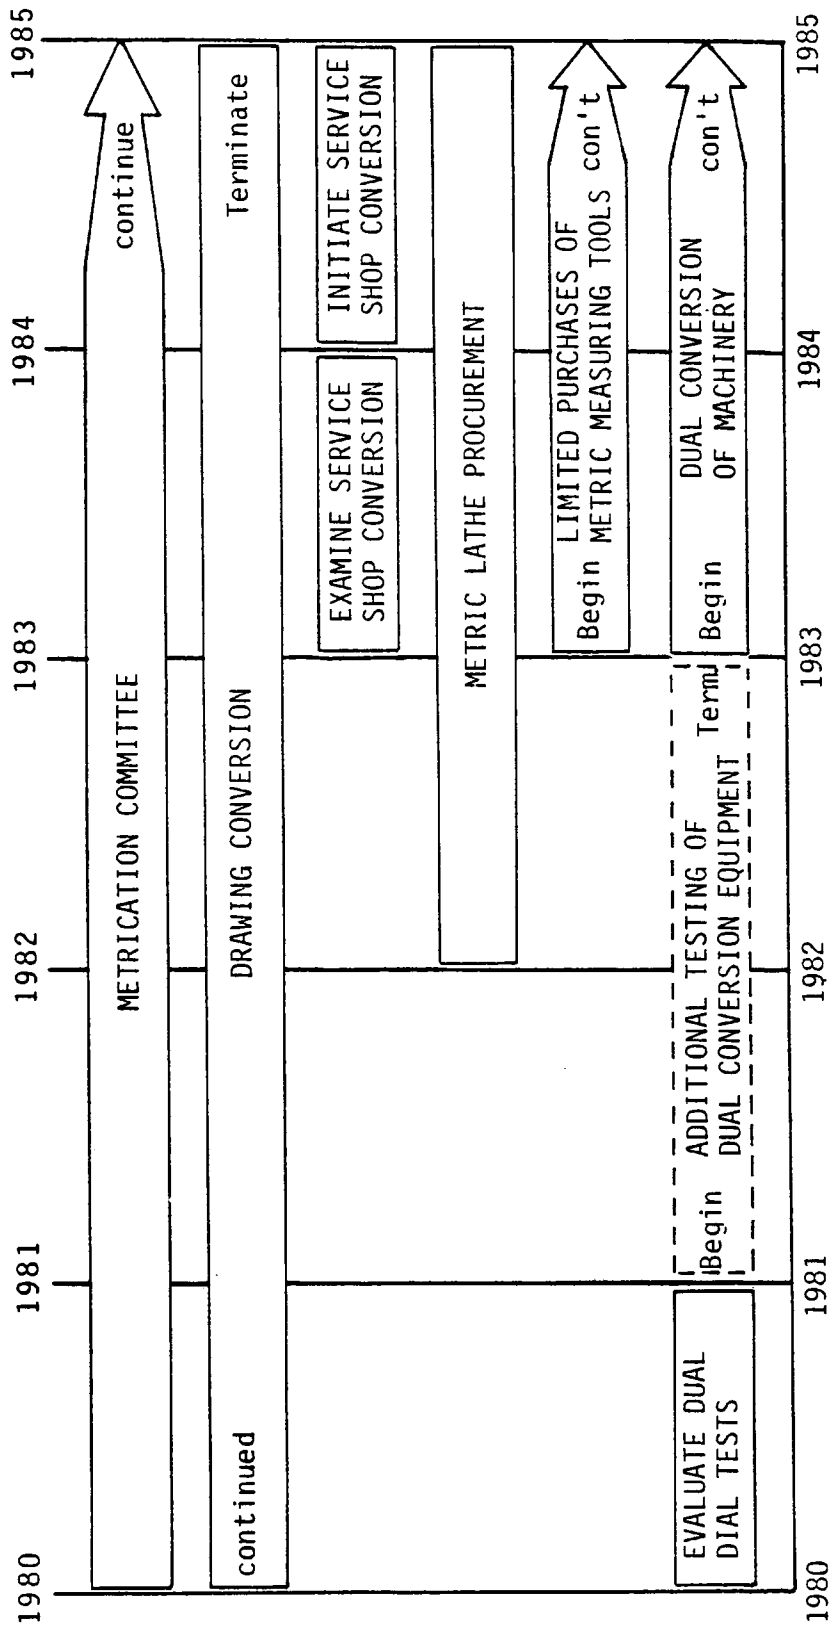 1980 1981 1982 1983 1984 1985
METRICATION COMMITTEE
continue
continued
DRAWING CONVERSION
Terminate
EXAMINE SERVICE
SHOP CONVERSION
INITIATE SERVICE
SHOP CONVERSION
METRIC LATHE PROCUREMENT
Begin
LIMITED PURCHASES OF
METRIC MEASURING TOOLS
con't
EVALUATE DUAL
DIAL TESTS
Begin
ADDITIONAL TESTING OF
DUAL CONVERSION EQUIPMENT
Term
Begin
DUAL CONVERSION
OF MACHINERY
con't
1980 1981 1982 1983 1984 1985